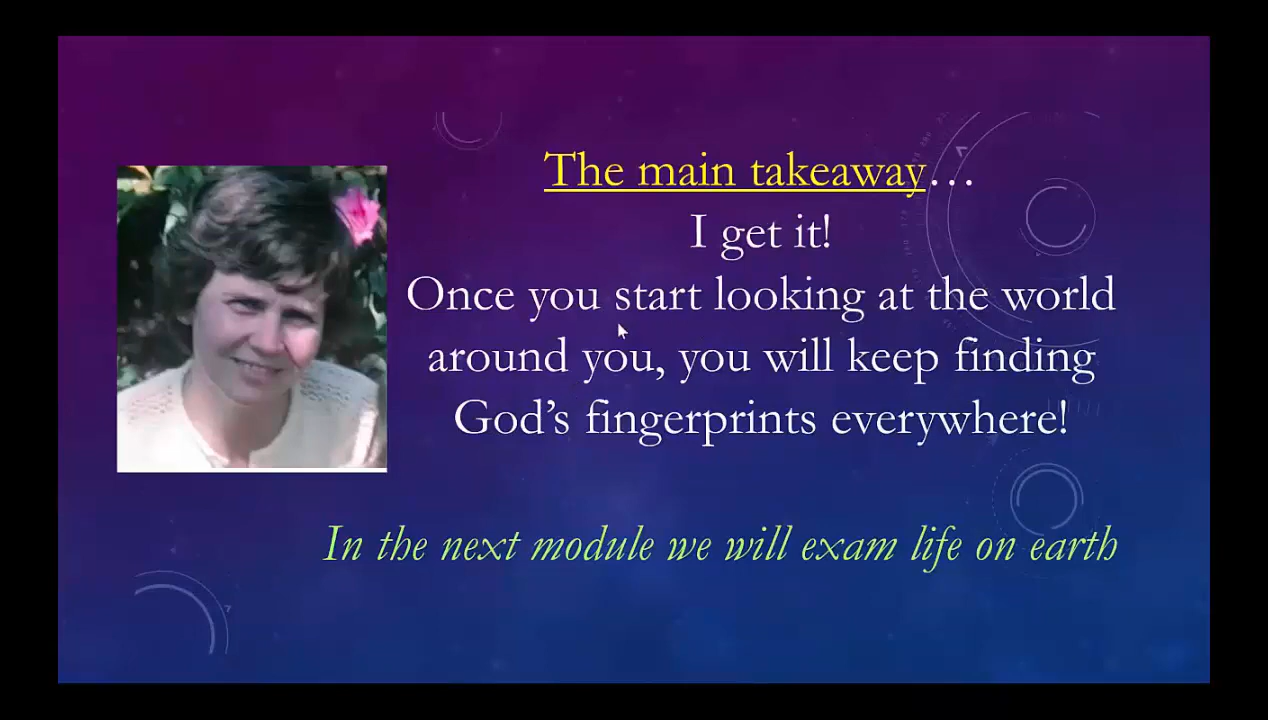 The main takeaway…
I get it!
Once you start looking at the world
around you, you will keep finding
God’s fingerprints everywhere!
In the next module we will exam life on earth